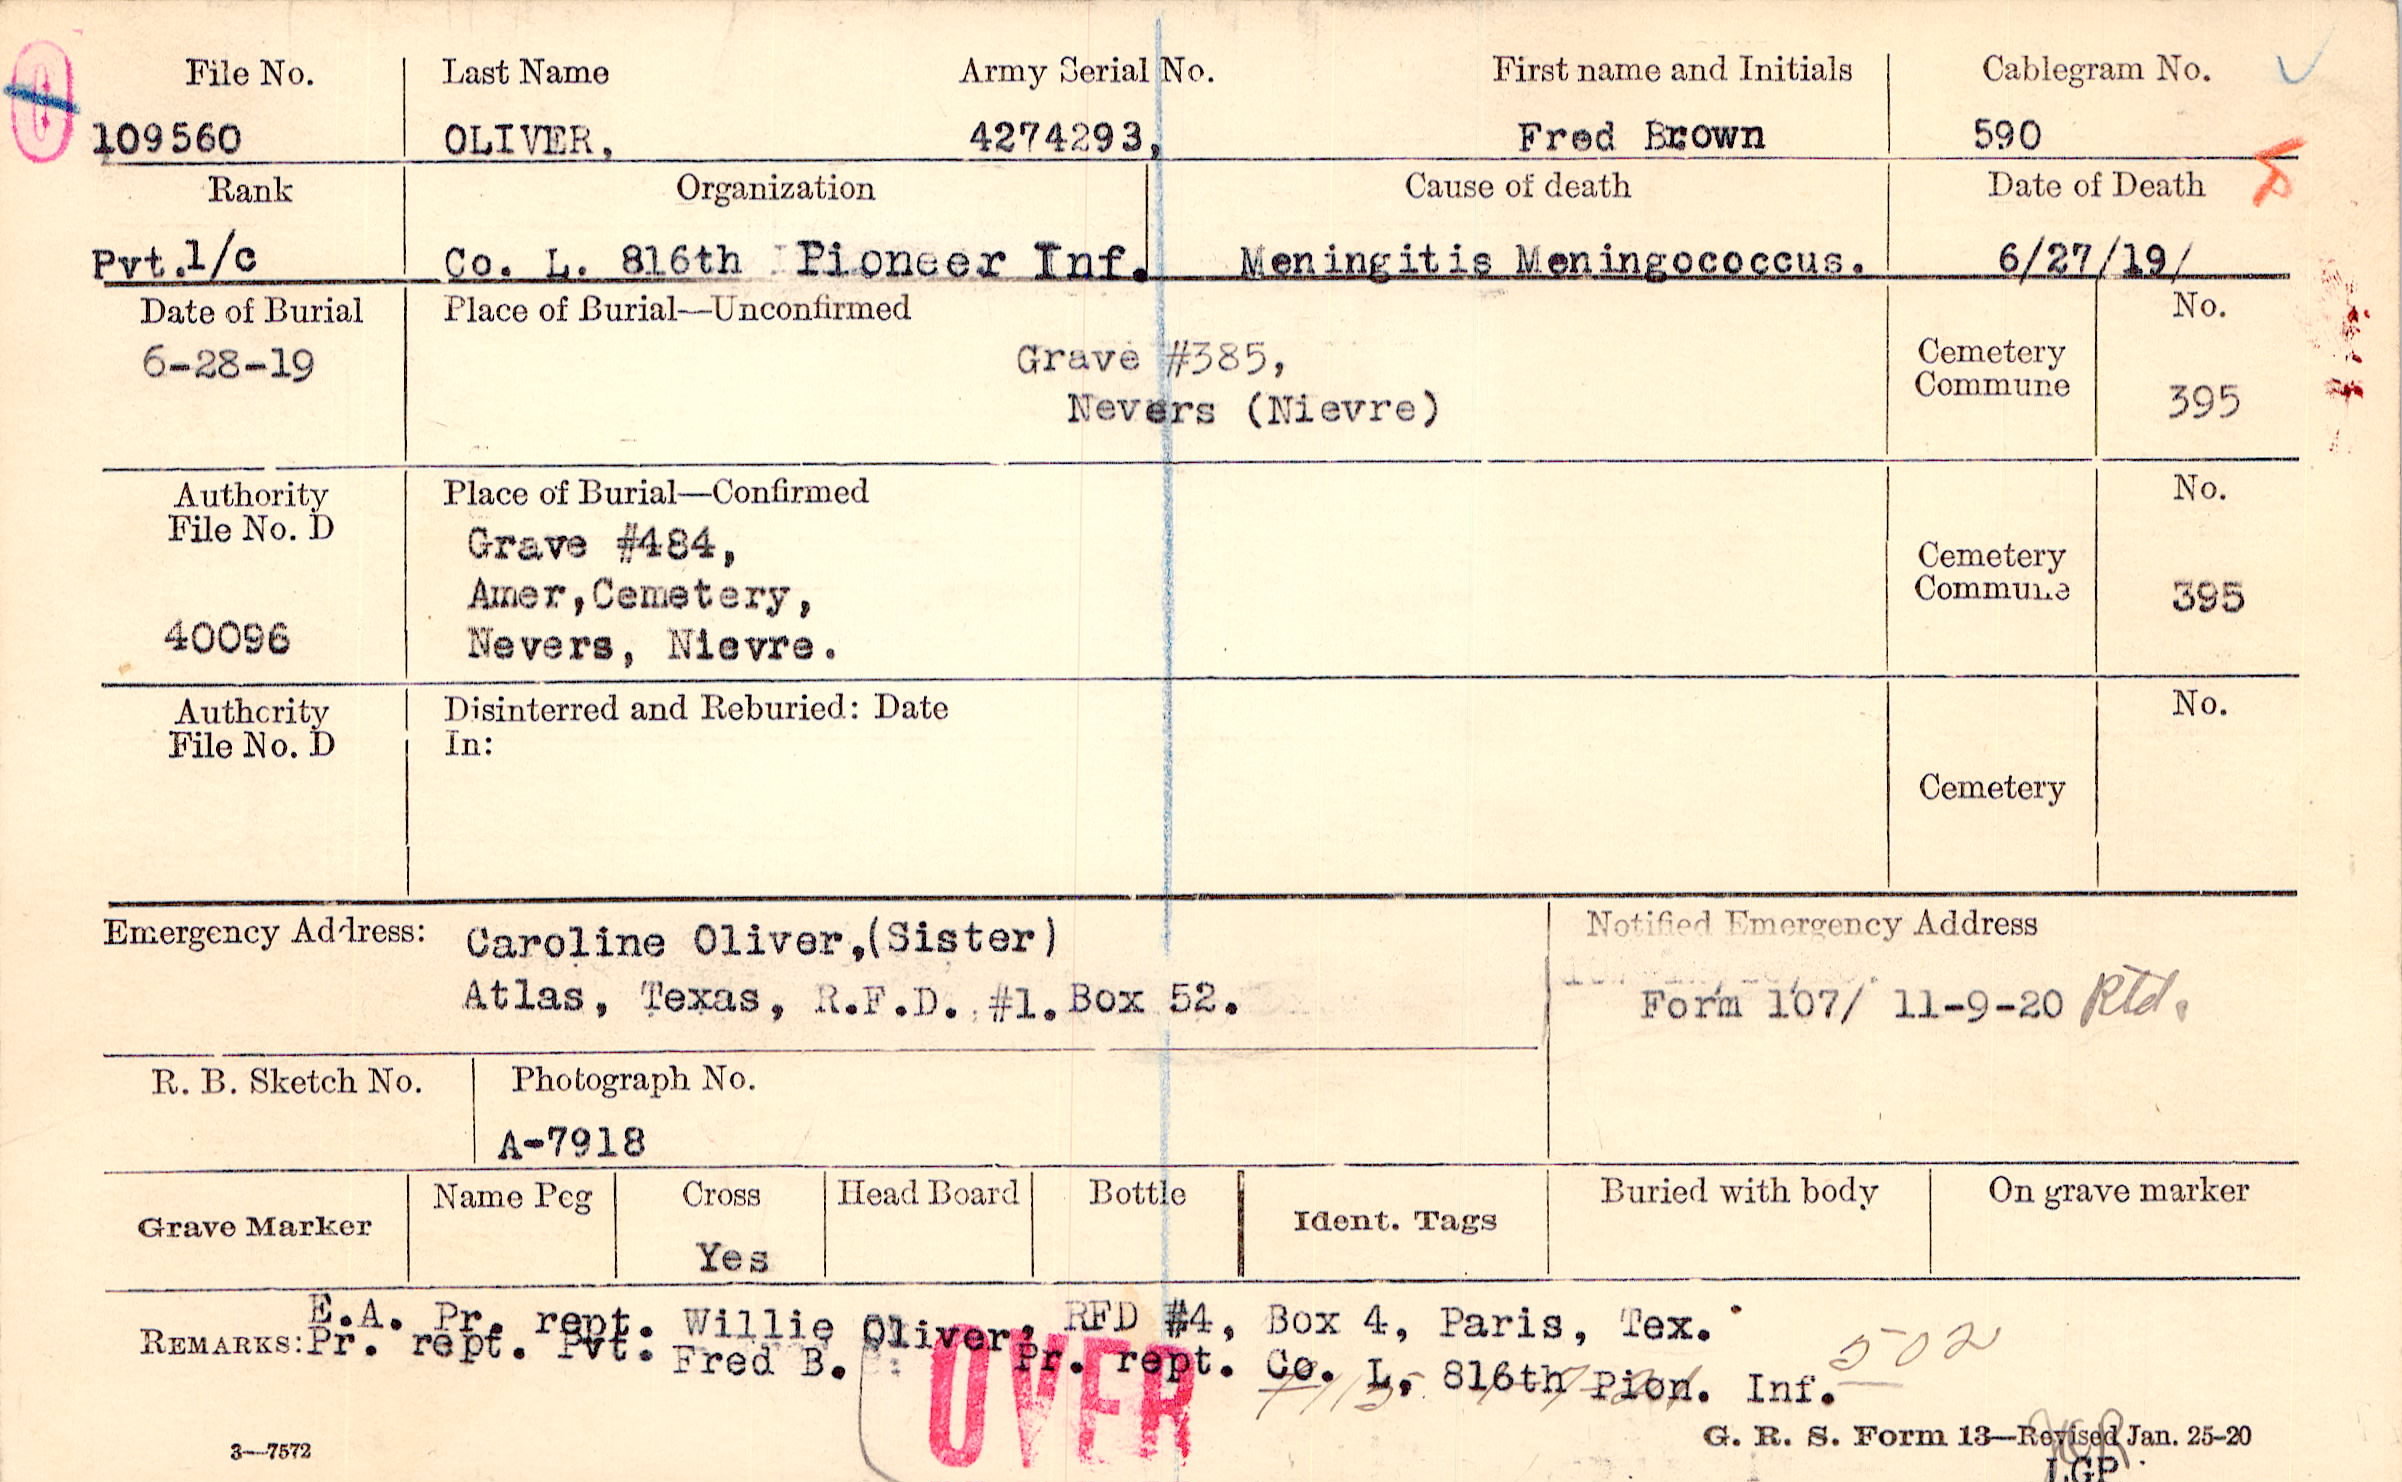 File No. Last Name Army Serial No. First name and Initials Cablegram No.
109560 OLIVER, 4274293, Fred Brown 590
Rank Organization Cause of death Date of Death
Pvt.1/c Co. L. 816th Pioneer Inf. Meningitis Meningococcus. 6/27/19/
Date of Burial Place of Burial—Unconfirmed No.
6-28-19 Grave #385, Cemetery
Nevers (Nievre) Commune 395
Authority Place of Burial—Confirmed No.
File No. D Grave #484, Cemetery
Amer,Cemetery, Commune 395
40096 Nevers, Nievre.
Authority Disinterred and Reburied: Date No.
File No. D In:
Cemetery
Emergency Address: Caroline Oliver,(Sister) Notified Emergency Address
Atlas, Texas, R.F.D. #1. Box 52. Form 107/ 11-9-20 Rtd.
R. B. Sketch No. Photograph No.
A-7918
Grave Marker Name Peg Cross Head Board Bottle Ident. Tags Buried with body On grave marker
Yes
E.A. Pr. rept. Willie Oliver, RFD #4, Box 4, Paris, Tex.
REMARKS: Pr. rept. Pvt. Fred B. Pr. rept. Co. L, 816th Pion. Inf. 502
OVER
3—7572 G. R. S. Form 13—Revised Jan. 25-20
LGP